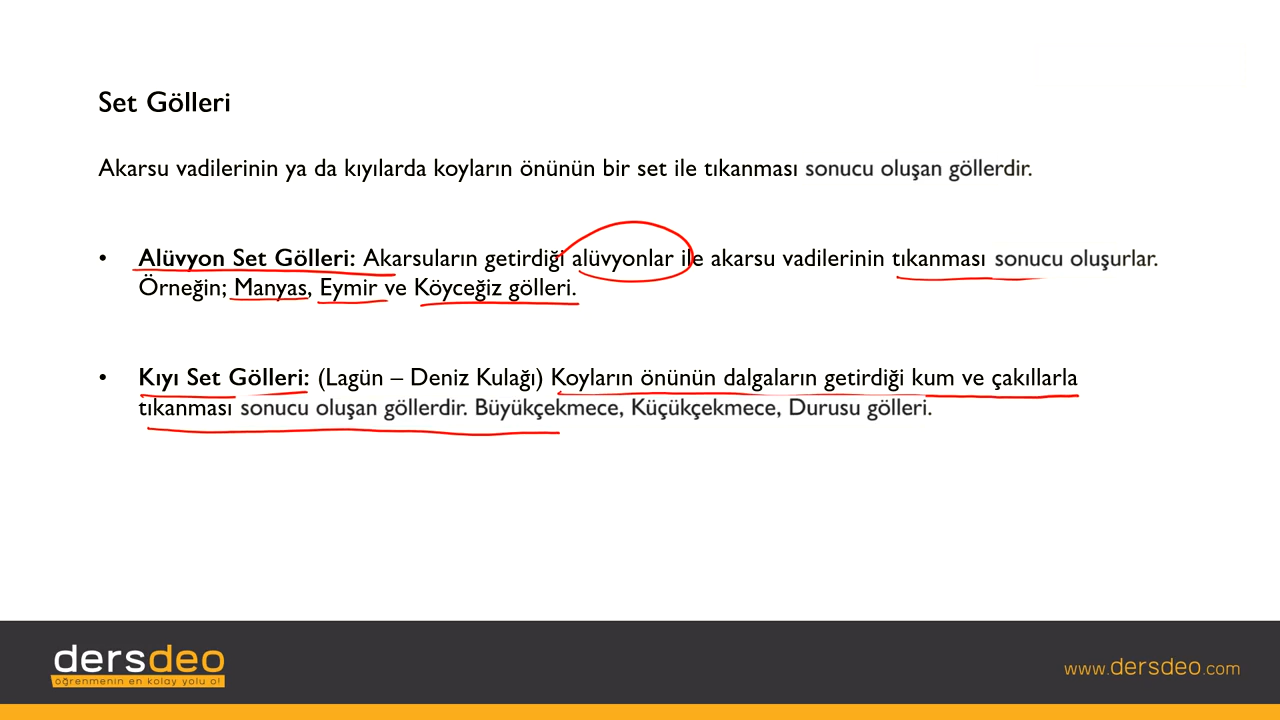 Set Gölleri
Akarsu vadilerinin ya da kıyılarda koyların önünün bir set ile tıkanması sonucu oluşan göllerdir.
• Alüvyon Set Gölleri: Akarsuların getirdiği alüvyonlar ile akarsu vadilerinin tıkanması sonucu oluşurlar.
Örneğin; Manyas, Eymir ve Köyceğiz gölleri.
• Kıyı Set Gölleri: (Lagün – Deniz Kulağı) Koyların önünün dalgaların getirdiği kum ve çakıllarla
tıkanması sonucu oluşan göllerdir. Büyükçekmece, Küçükçekmece, Durusu gölleri.
dersdeo
öğrenmenin en kolay yolu o!
www.dersdeo.com